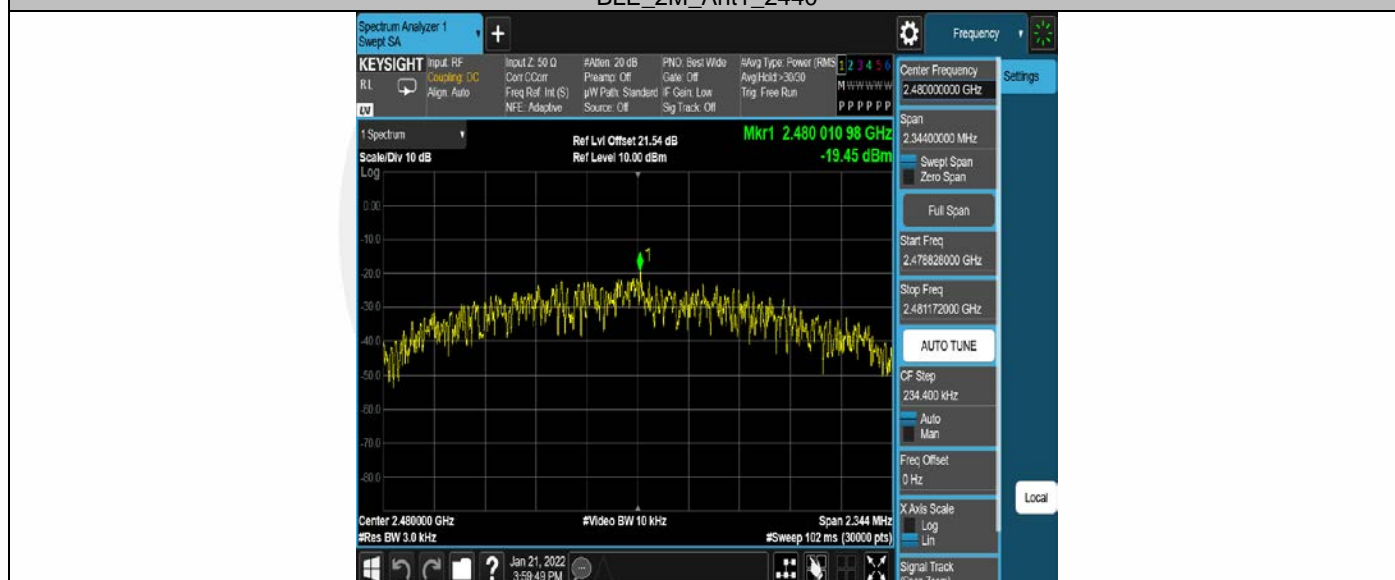 BLE_2M_Ant1_2440
Spectrum Analyzer 1
Swept SA
+
Frequency
KEYSIGHT
RL
LW
Input: RF
Coupling: DC
Align: Auto
Input Z: 50 Ω
Corr CCorr
Freq Ref: Int (S)
NFE: Adaptive
#Atten: 20 dB
Preamp: Off
µW Path: Standard
Source: Off
PNO: Best Wide
Gate: Off
IF Gain: Low
Sig Track: Off
#Avg Type: Power (RMS
Avg|Hold:>30/30
Trig: Free Run
1 2 3 4 5 6
M W W W W W
P P P P P P
Center Frequency
2.480000000 GHz
Settings
Span
2.34400000 MHz
Swept Span
Zero Span
Full Span
Start Freq
2.478828000 GHz
Stop Freq
2.481172000 GHz
AUTO TUNE
CF Step
234.400 kHz
Auto
Man
Freq Offset
0 Hz
X Axis Scale
Log
Lin
Signal Track
(Span Zoom)
Local
1 Spectrum
Scale/Div 10 dB
Log
Ref Lvl Offset 21.54 dB
Ref Level 10.00 dBm
Mkr1 2.480 010 98 GHz
-19.45 dBm
0.00
-10.0
-20.0
-30.0
-40.0
-50.0
-60.0
-70.0
-80.0
1
Center 2.480000 GHz
#Res BW 3.0 kHz
#Video BW 10 kHz
Span 2.344 MHz
#Sweep 102 ms (30000 pts)
?
Jan 21, 2022
3:59:49 PM